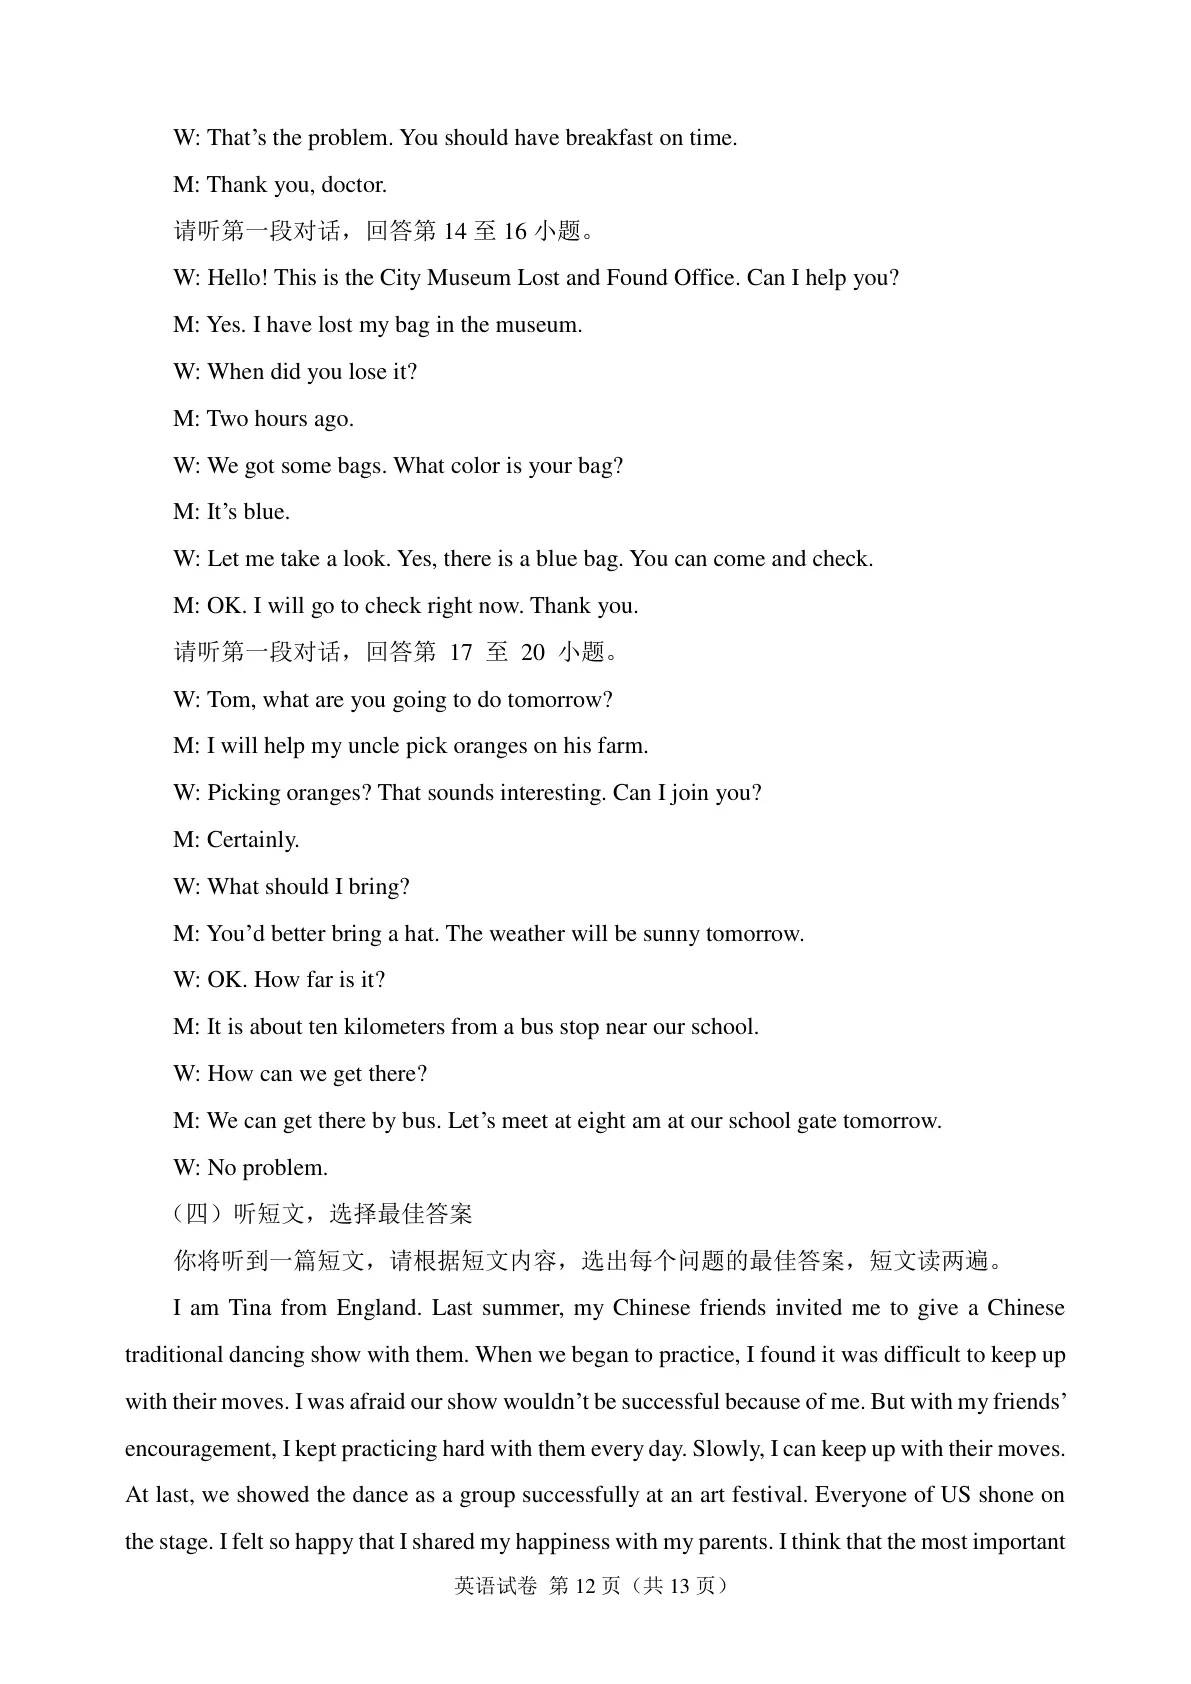 W: That’s the problem. You should have breakfast on time.
M: Thank you, doctor.
请听第一段对话，回答第 14 至 16 小题。
W: Hello! This is the City Museum Lost and Found Office. Can I help you?
M: Yes. I have lost my bag in the museum.
W: When did you lose it?
M: Two hours ago.
W: We got some bags. What color is your bag?
M: It’s blue.
W: Let me take a look. Yes, there is a blue bag. You can come and check.
M: OK. I will go to check right now. Thank you.
请听第一段对话，回答第 17 至 20 小题。
W: Tom, what are you going to do tomorrow?
M: I will help my uncle pick oranges on his farm.
W: Picking oranges? That sounds interesting. Can I join you?
M: Certainly.
W: What should I bring?
M: You’d better bring a hat. The weather will be sunny tomorrow.
W: OK. How far is it?
M: It is about ten kilometers from a bus stop near our school.
W: How can we get there?
M: We can get there by bus. Let’s meet at eight am at our school gate tomorrow.
W: No problem.
（四）听短文，选择最佳答案
你将听到一篇短文，请根据短文内容，选出每个问题的最佳答案，短文读两遍。
I am Tina from England. Last summer, my Chinese friends invited me to give a Chinese
traditional dancing show with them. When we began to practice, I found it was difficult to keep up
with their moves. I was afraid our show wouldn’t be successful because of me. But with my friends’
encouragement, I kept practicing hard with them every day. Slowly, I can keep up with their moves.
At last, we showed the dance as a group successfully at an art festival. Everyone of US shone on
the stage. I felt so happy that I shared my happiness with my parents. I think that the most important
英语试卷 第 12 页（共 13 页）